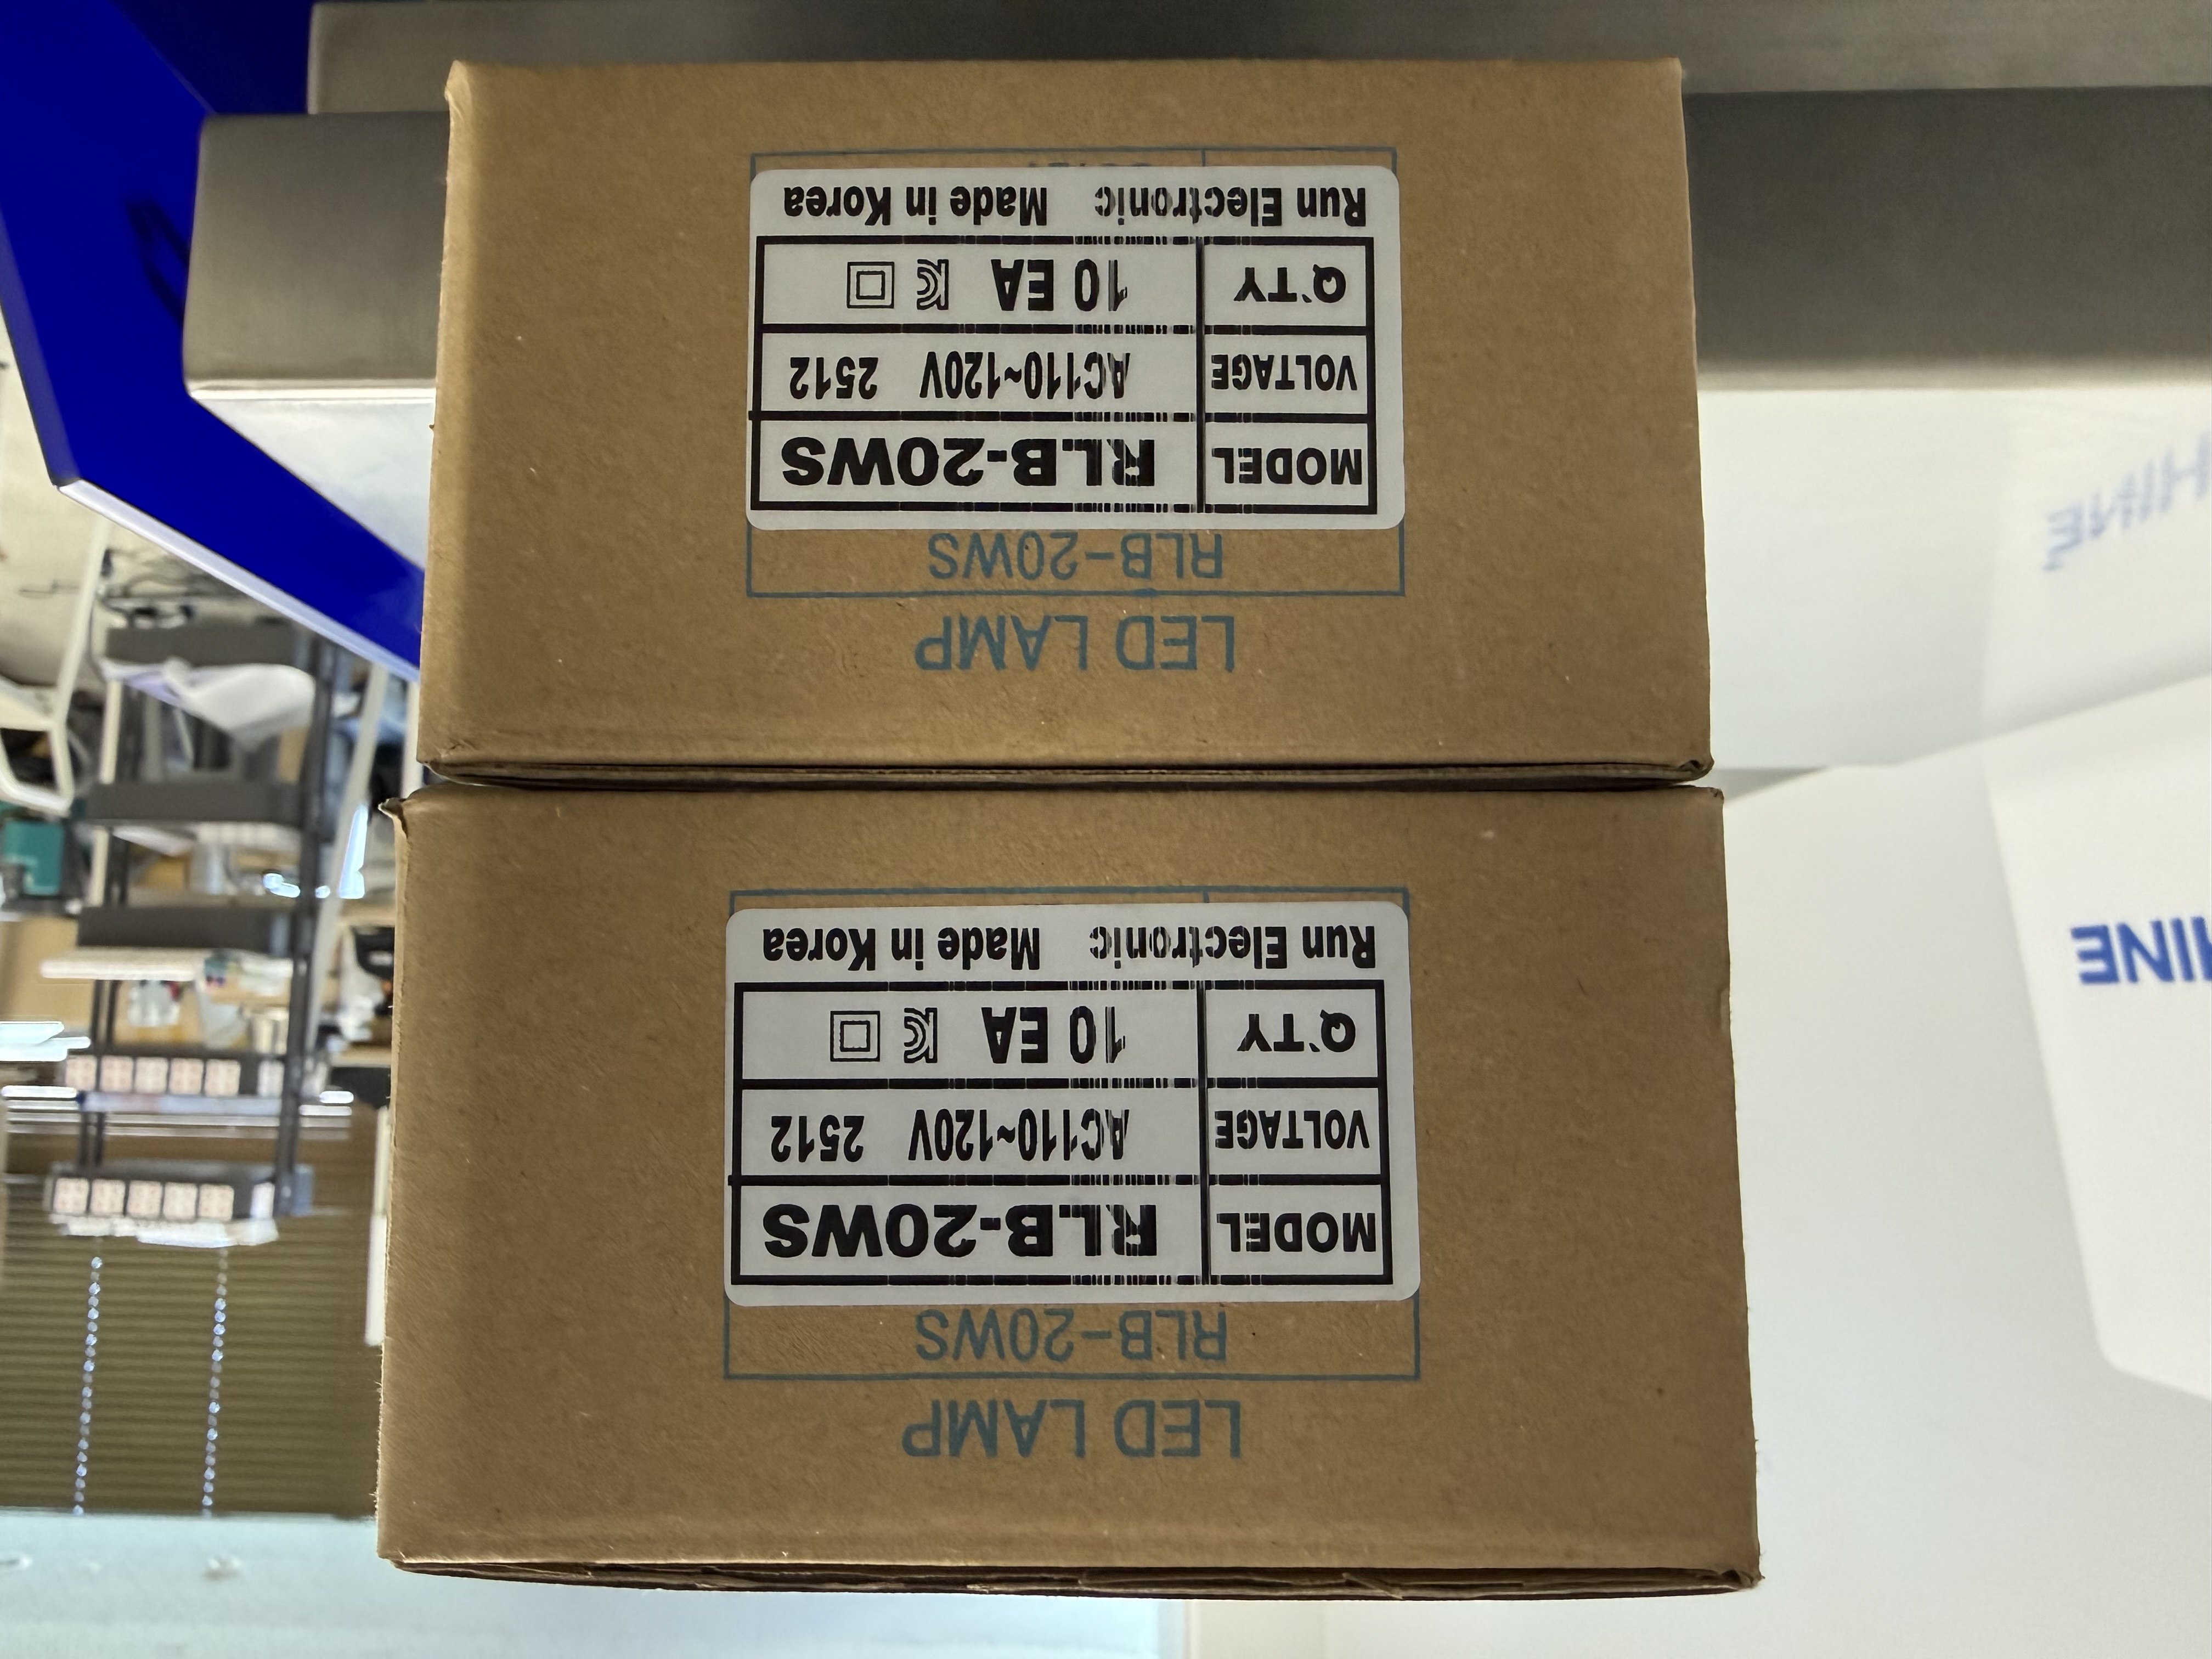 LED LAMP
RLB-20WS
MODEL RLB-20WS
VOLTAGE AC110~120V 2512
Q'TY 10 EA
Run Electronic Made in Korea
LED LAMP
RLB-20WS
MODEL RLB-20WS
VOLTAGE AC110~120V 2512
Q'TY 10 EA
Run Electronic Made in Korea
HINE
HINE